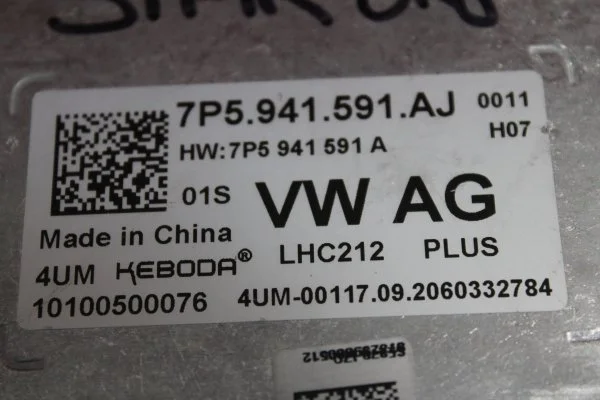 7P5.941.591.AJ 0011
HW:7P5 941 591 A H07
01S VW AG
Made in China LHC212 PLUS
4UM KEBODA®
10100500076 4UM-00117.09.2060332784